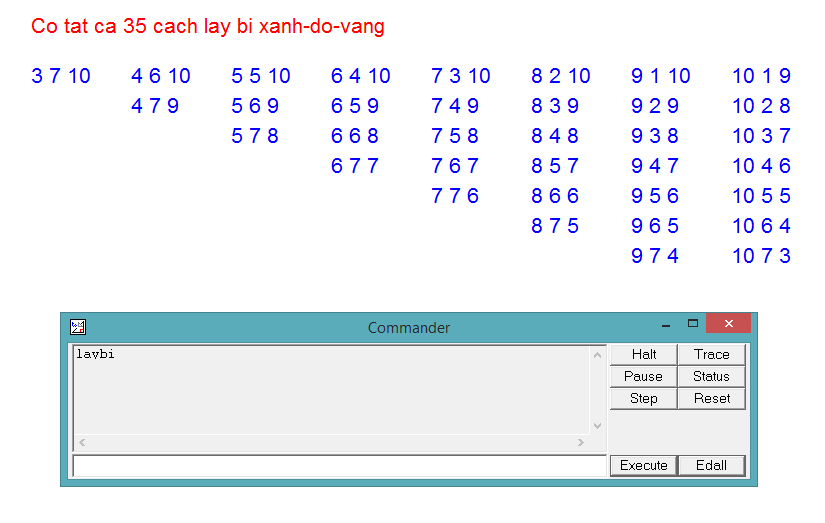 Co tat ca 35 cach lay bi xanh-do-vang
3 7 10 4 6 10 5 5 10 6 4 10 7 3 10 8 2 10 9 1 10 10 1 9
4 7 9 5 6 9 6 5 9 7 4 9 8 3 9 9 2 9 10 2 8
5 7 8 6 6 8 7 5 8 8 4 8 9 3 8 10 3 7
6 7 7 7 6 7 8 5 7 9 4 7 10 4 6
7 7 6 8 6 6 9 5 6 10 5 5
8 7 5 9 6 5 10 6 4
9 7 4 10 7 3
Commander
laybi
Halt Trace
Pause Status
Step Reset
Execute Edall